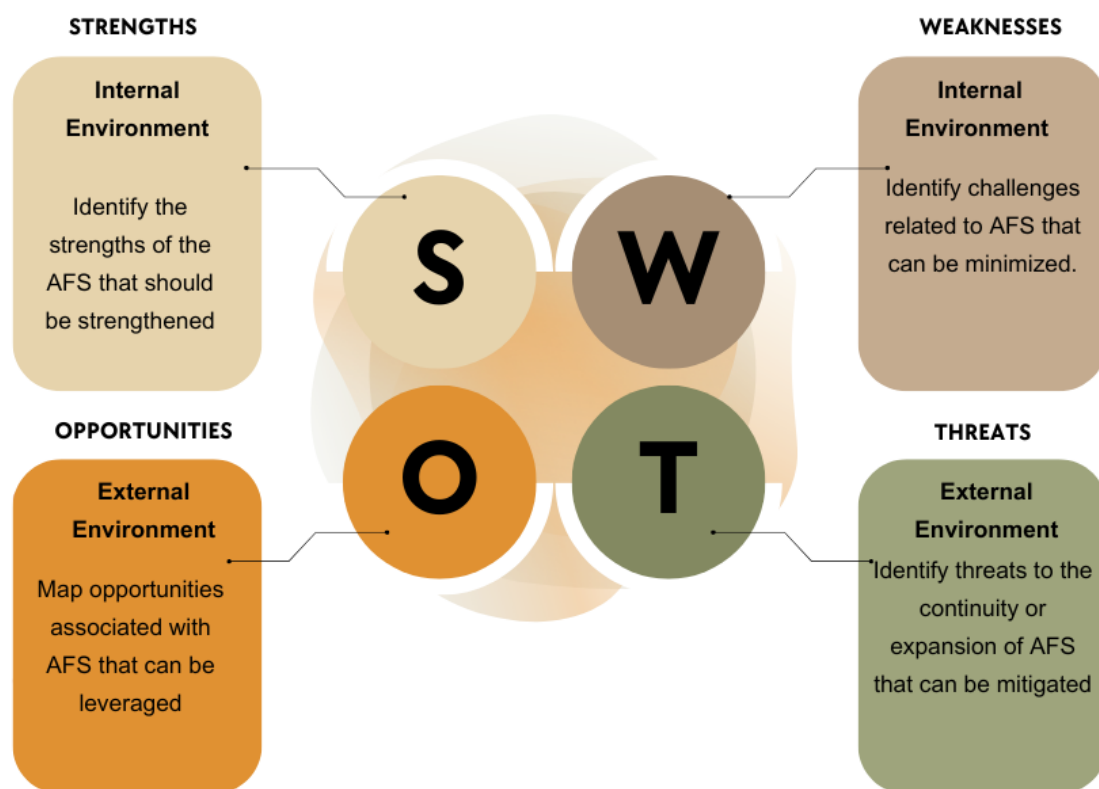 STRENGTHS
Internal
Environment
Identify the
strengths of the
AFS that should
be strengthened
WEAKNESSES
Internal
Environment
Identify challenges
related to AFS that
can be minimized.
S
W
O
T
OPPORTUNITIES
External
Environment
Map opportunities
associated with
AFS that can be
leveraged
THREATS
External
Environment
Identify threats to the
continuity or
expansion of AFS
that can be mitigated